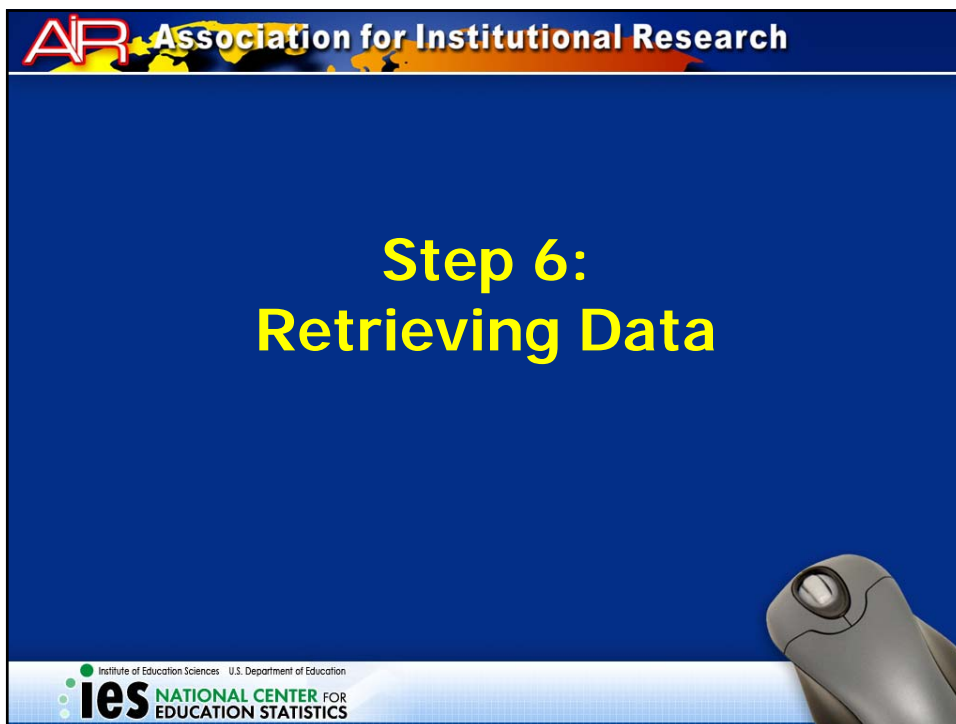 AIR Association for Institutional Research
Step 6:
Retrieving Data
Institute of Education Sciences U.S. Department of Education
ies NATIONAL CENTER FOR
EDUCATION STATISTICS